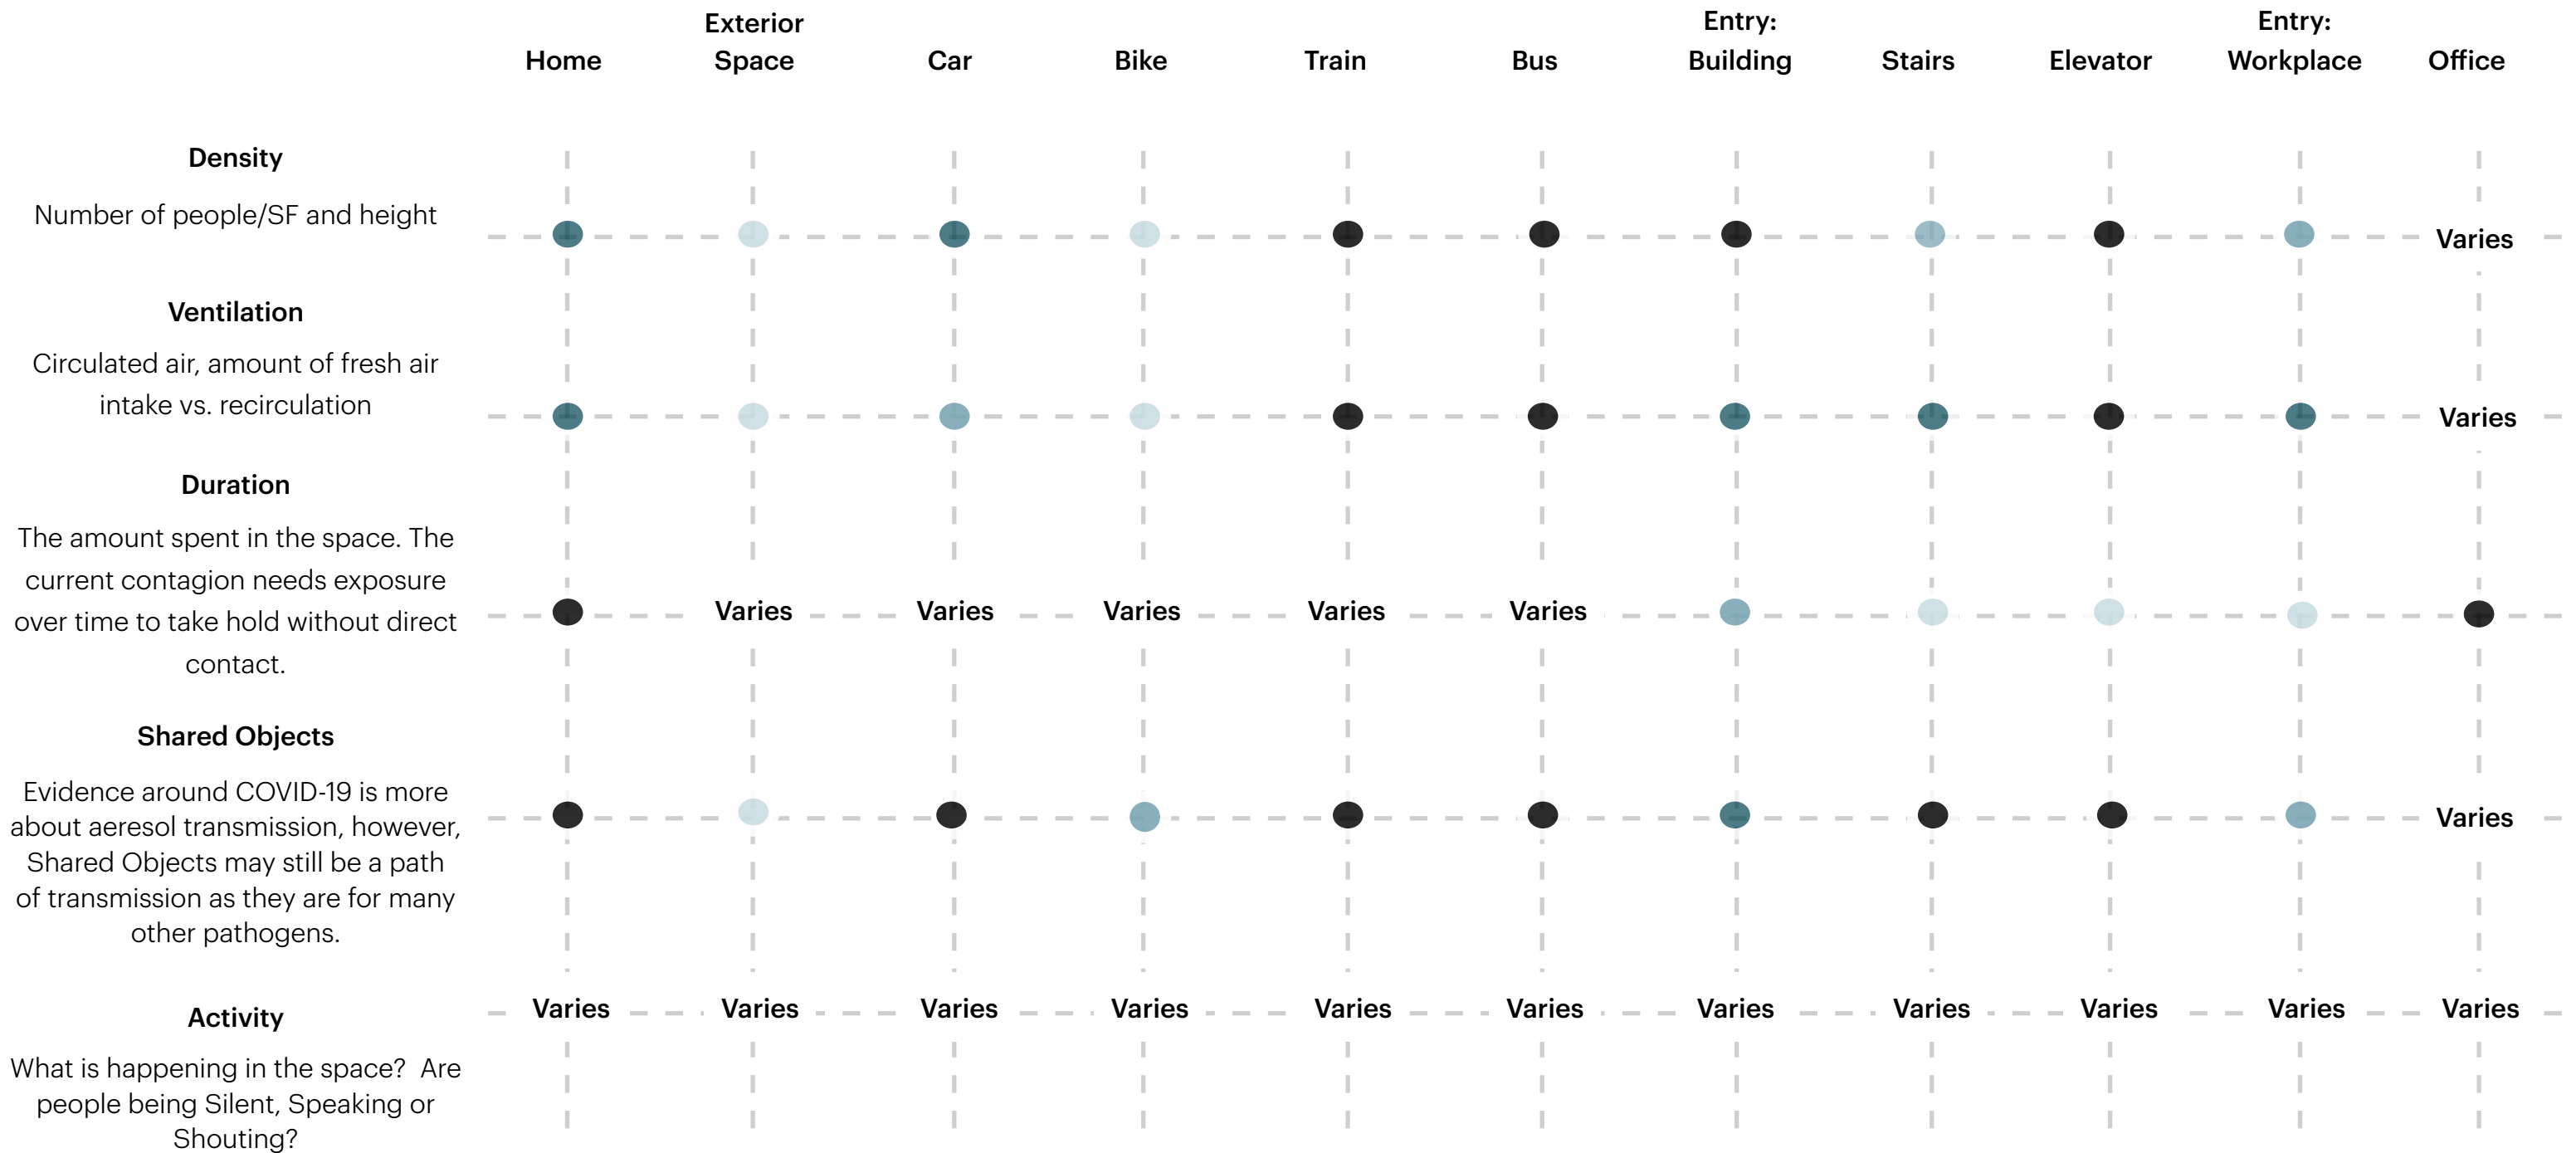 Exterior
Entry:
Entry:
Home
Space
Car
Bike
Train
Bus
Building
Stairs
Elevator
Workplace
Office
Density
Number of people/SF and height
Varies
Ventilation
Circulated air, amount of fresh air
intake vs. recirculation
Varies
Duration
The amount spent in the space. The
current contagion needs exposure
over time to take hold without direct
contact.
Varies
Varies
Varies
Varies
Varies
Shared Objects
Evidence around COVID-19 is more
about aeresol transmission, however,
Shared Objects may still be a path
of transmission as they are for many
other pathogens.
Varies
Activity
Varies
Varies
Varies
Varies
Varies
Varies
Varies
Varies
Varies
Varies
Varies
What is happening in the space?  Are
people being Silent, Speaking or
Shouting?